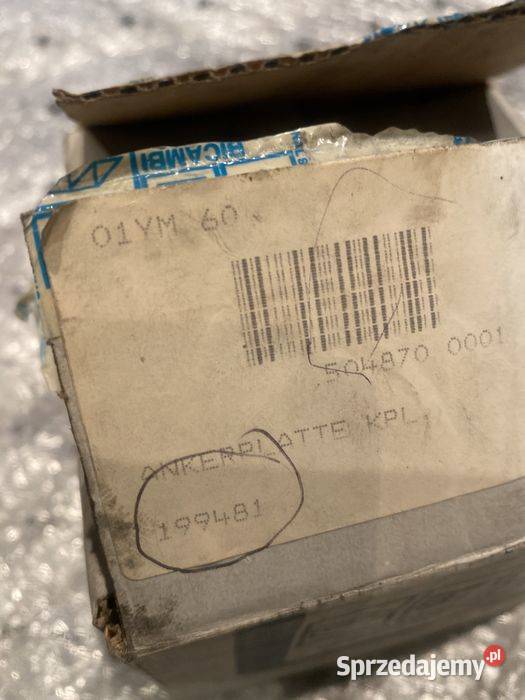 RICAMBI
01YM 60
504870 0001
ANKERPLATTE KPL.
199481
Sprzedajemy.pl